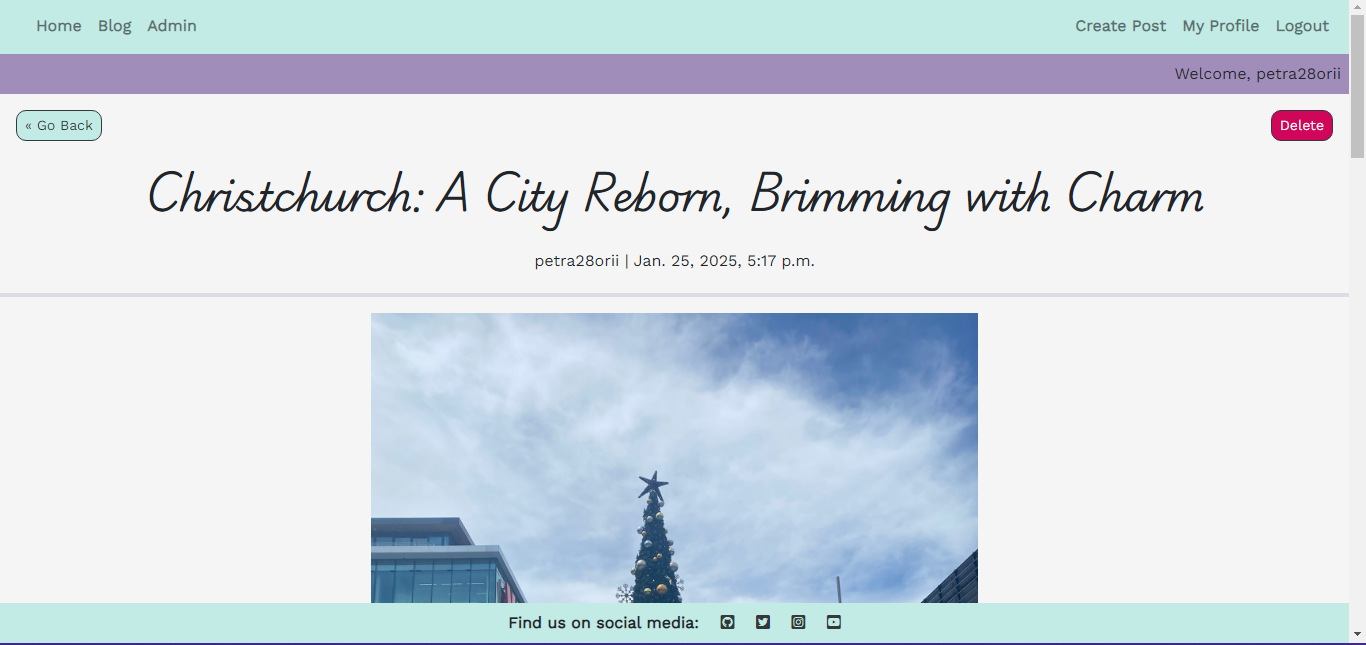 Home Blog Admin Create Post My Profile Logout
Welcome, petra28orii
« Go Back Delete
Christchurch: A City Reborn, Brimming with Charm
petra28orii | Jan. 25, 2025, 5:17 p.m.
Find us on social media: